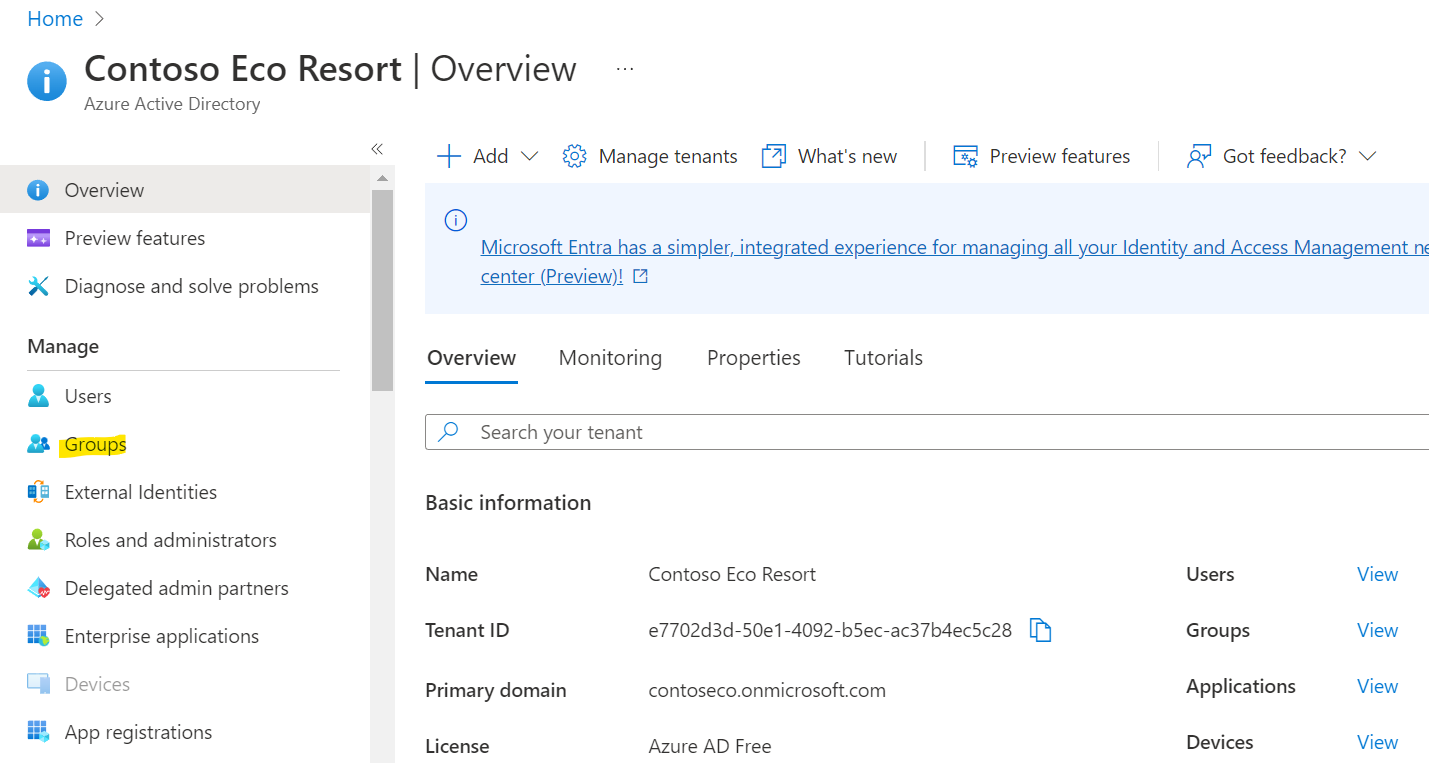 Home
Contoso Eco Resort | Overview ...
Azure Active Directory
Overview
Preview features
Diagnose and solve problems
Manage
Users
Groups
External Identities
Roles and administrators
Delegated admin partners
Enterprise applications
Devices
App registrations
Add Manage tenants What's new Preview features Got feedback?
Microsoft Entra has a simpler, integrated experience for managing all your Identity and Access Management
center (Preview)!
Overview Monitoring Properties Tutorials
Search your tenant
Basic information
Name Contoso Eco Resort Users View
Tenant ID e7702d3d-50e1-4092-b5ec-ac37b4ec5c28 Groups View
Primary domain contoseco.onmicrosoft.com Applications View
License Azure AD Free Devices View